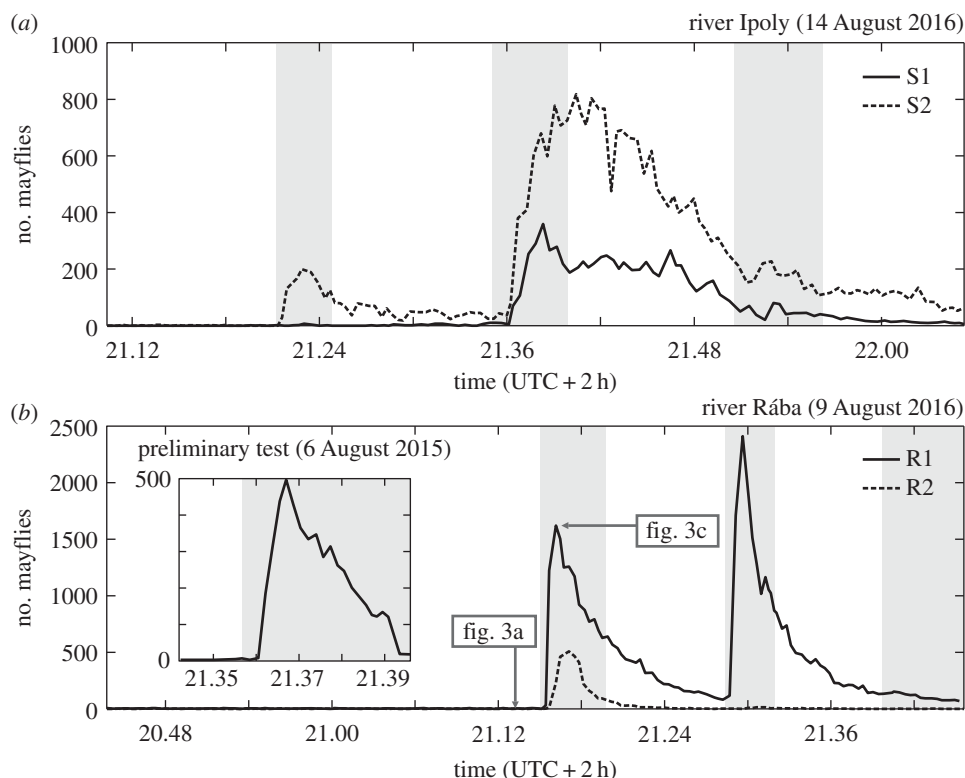 (a) river Ipoly (14 August 2016)
1000
800
600
400
200
0
no. mayflies
S1
S2
21.12 21.24 21.36 21.48 22.00
time (UTC + 2 h)
(b) river Rába (9 August 2016)
2500
2000
1500
1000
500
0
no. mayflies
preliminary test (6 August 2015)
500
0
21.35 21.37 21.39
R1
R2
fig. 3c
fig. 3a
20.48 21.00 21.12 21.24 21.36
time (UTC + 2 h)